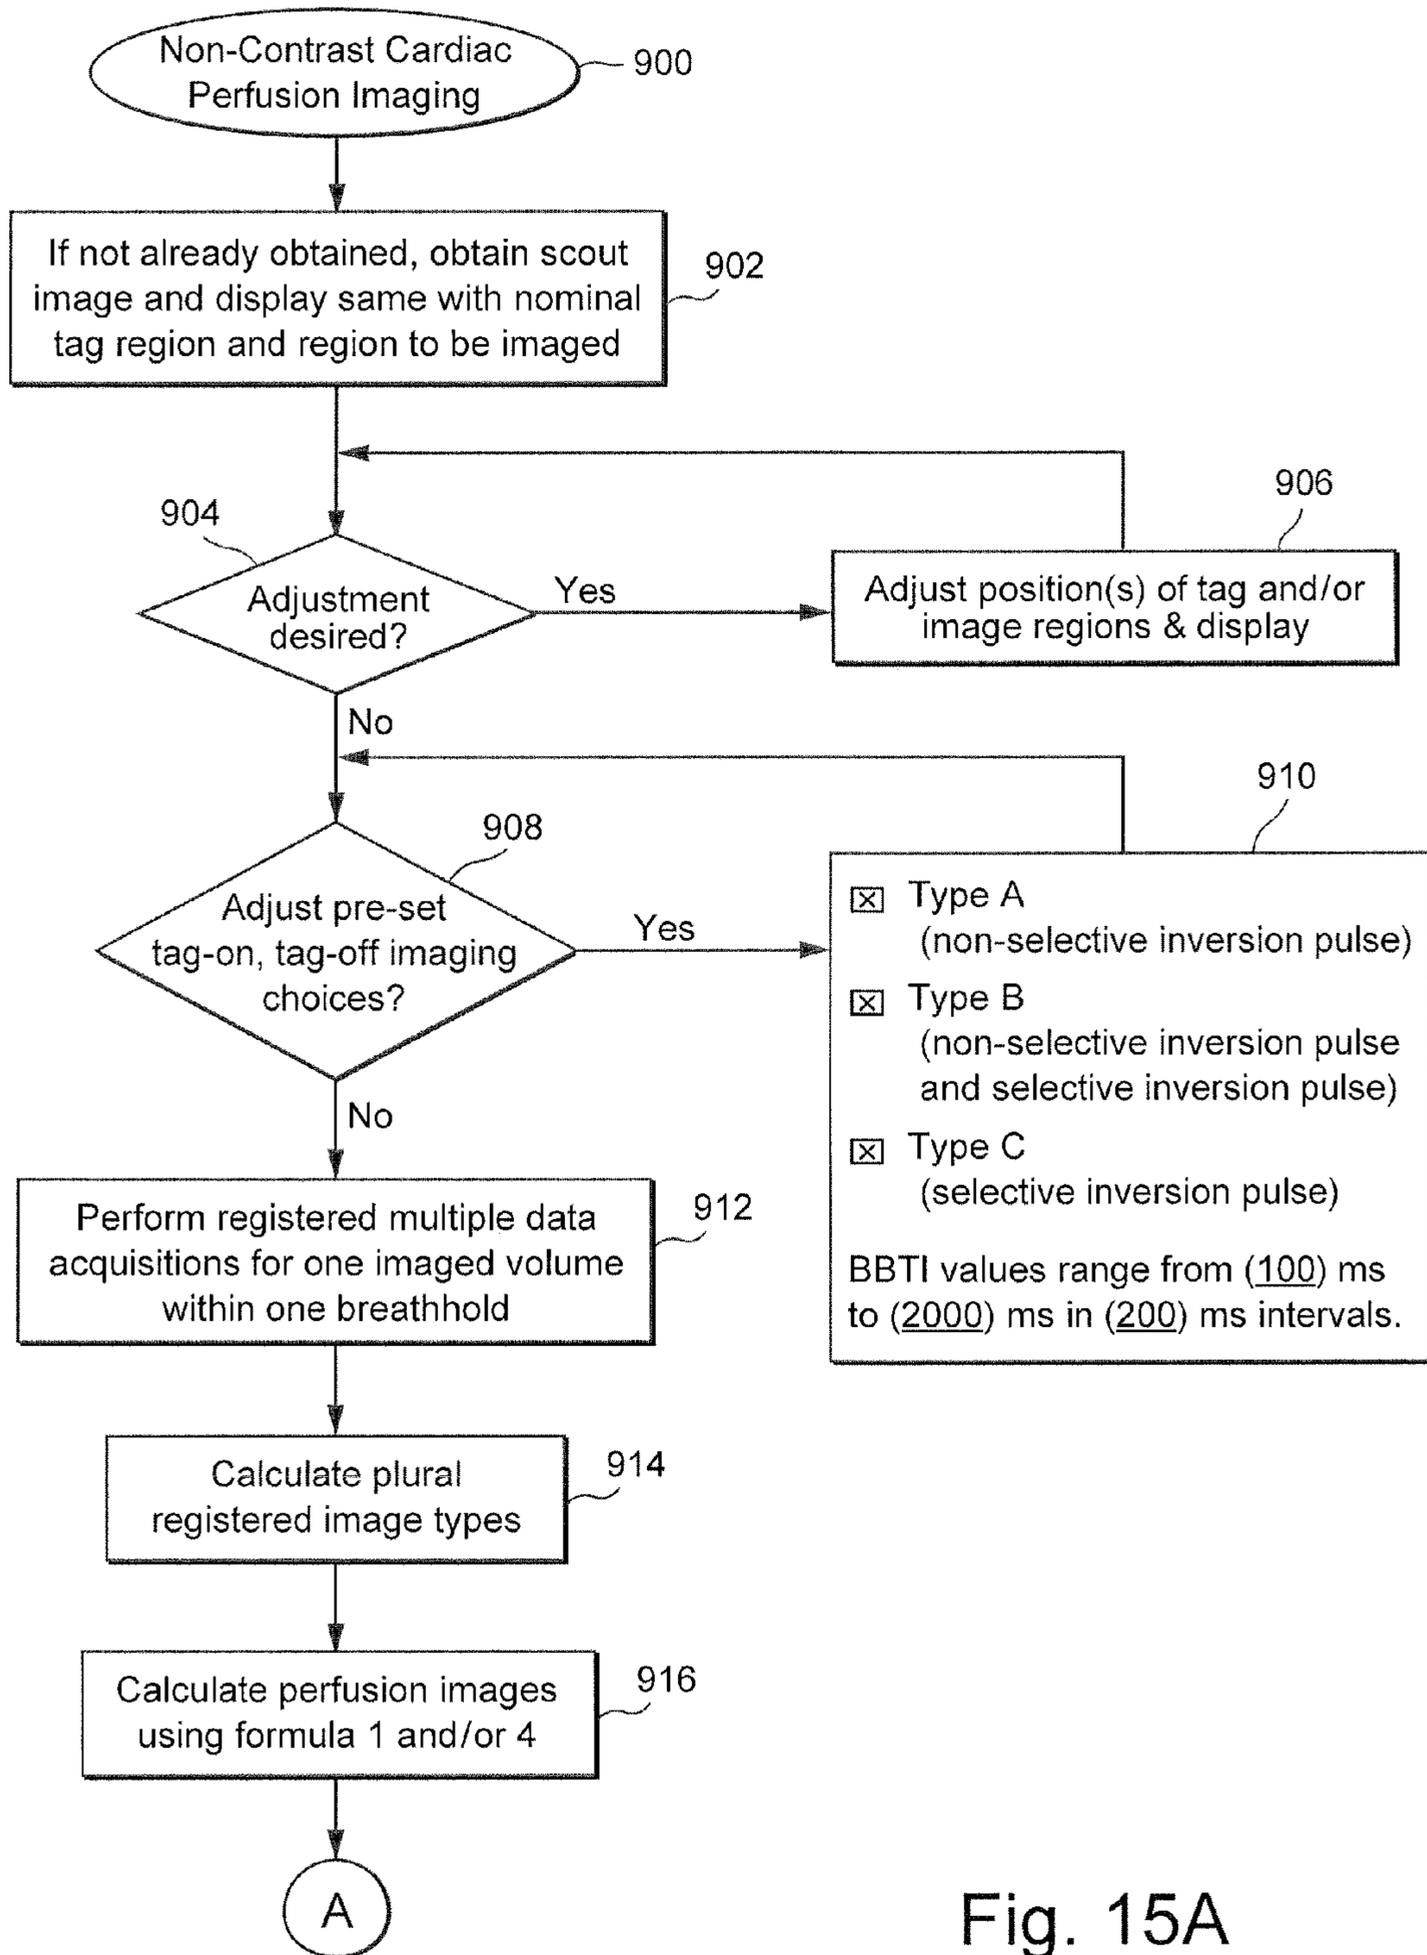 Non-Contrast Cardiac
Perfusion Imaging
900
If not already obtained, obtain scout
image and display same with nominal
tag region and region to be imaged
902
904
Adjustment
desired?
Yes
906
Adjust position(s) of tag and/or
image regions & display
No
908
Adjust pre-set
tag-on, tag-off imaging
choices?
Yes
910
Type A
(non-selective inversion pulse)
Type B
(non-selective inversion pulse
and selective inversion pulse)
Type C
(selective inversion pulse)
BBTI values range from (100) ms
to (2000) ms in (200) ms intervals.
No
Perform registered multiple data
acquisitions for one imaged volume
within one breathhold
912
Calculate plural
registered image types
914
Calculate perfusion images
using formula 1 and/or 4
916
A
Fig. 15A